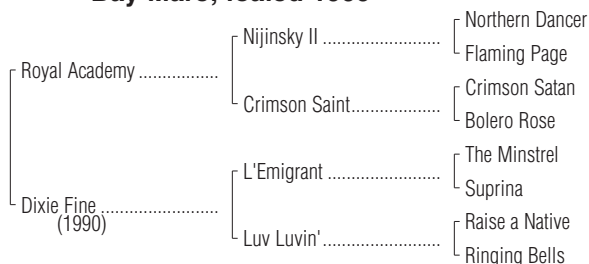 Bay Mare; foaled
Northern Dancer
Nijinsky II ........................
Flaming Page
Royal Academy ................
Crimson Satan
Crimson Saint..................
Bolero Rose
The Minstrel
L'Emigrant .......................
Suprina
Dixie Fine ........................
(1990)
Raise a Native
Luv Luvin'........................
Ringing Bells